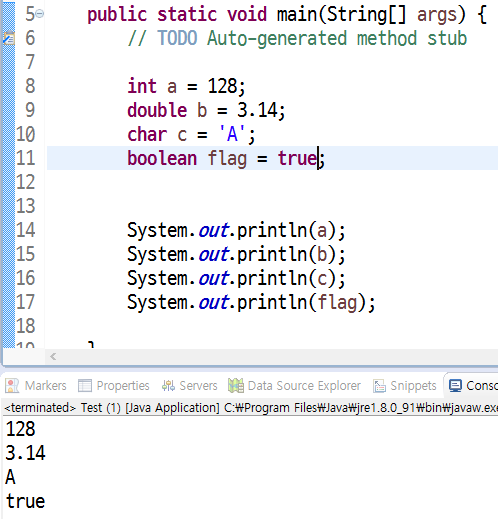 5 public static void main(String[] args) {
6 // TODO Auto-generated method stub
7
8 int a = 128;
9 double b = 3.14;
10 char c = 'A';
11 boolean flag = true;
12
13
14 System.out.println(a);
15 System.out.println(b);
16 System.out.println(c);
17 System.out.println(flag);
18
Markers Properties Servers Data Source Explorer Snippets Conso
<terminated> Test (1) [Java Application] C:₩Program Files₩Java₩jre1.8.0_91₩bin₩javaw.exe
128
3.14
A
true